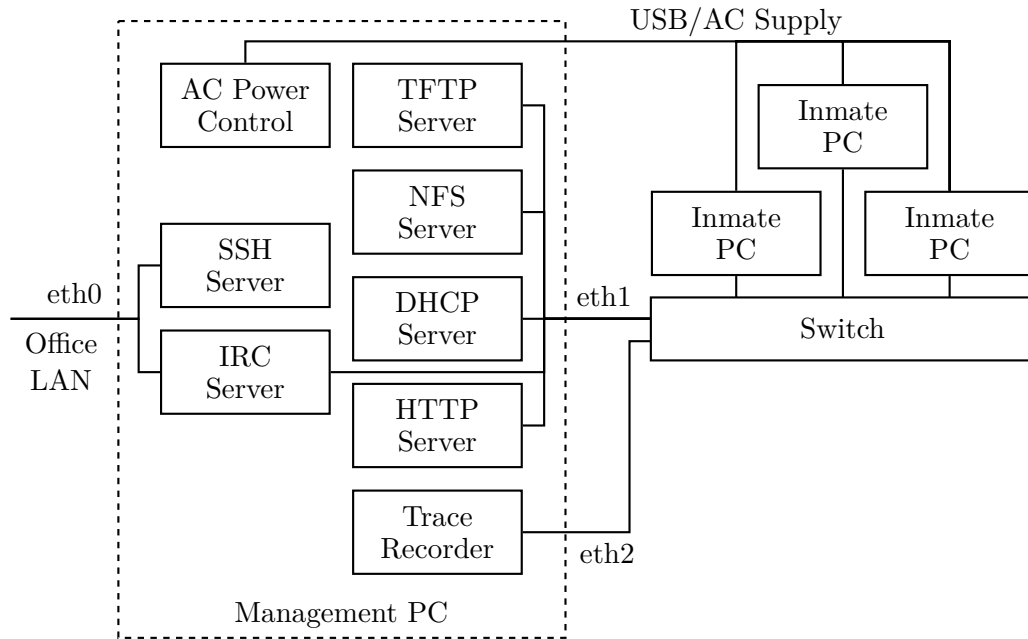 USB/AC Supply
AC Power
Control
TFTP
Server
Inmate
PC
NFS
Server
Inmate
PC
Inmate
PC
SSH
Server
eth0
DHCP
Server
eth1
Switch
Office
LAN
IRC
Server
HTTP
Server
Trace
Recorder
eth2
Management PC